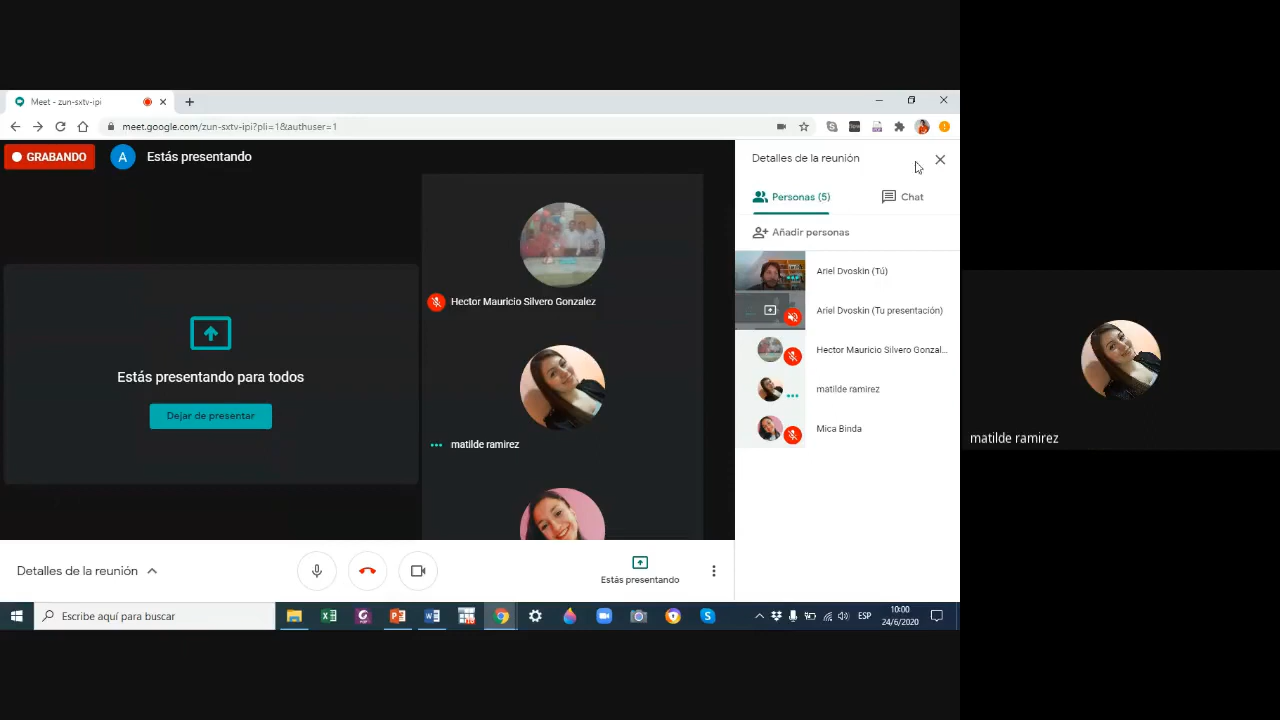 Meet - zun-sxtv-ipi
meet.google.com/zun-sxtv-ipi?pli=1&authuser=1
GRABANDO
A
Estás presentando
Detalles de la reunión
Personas (5)
Chat
Añadir personas
Ariel Dvoskin (Tú)
Ariel Dvoskin (Tu presentación)
Hector Mauricio Silvero Gonzal...
matilde ramirez
Mica Binda
Hector Mauricio Silvero Gonzalez
matilde ramirez
Estás presentando para todos
Dejar de presentar
Detalles de la reunión
Estás presentando
Escribe aquí para buscar
ESP
10:00
24/6/2020
matilde ramirez